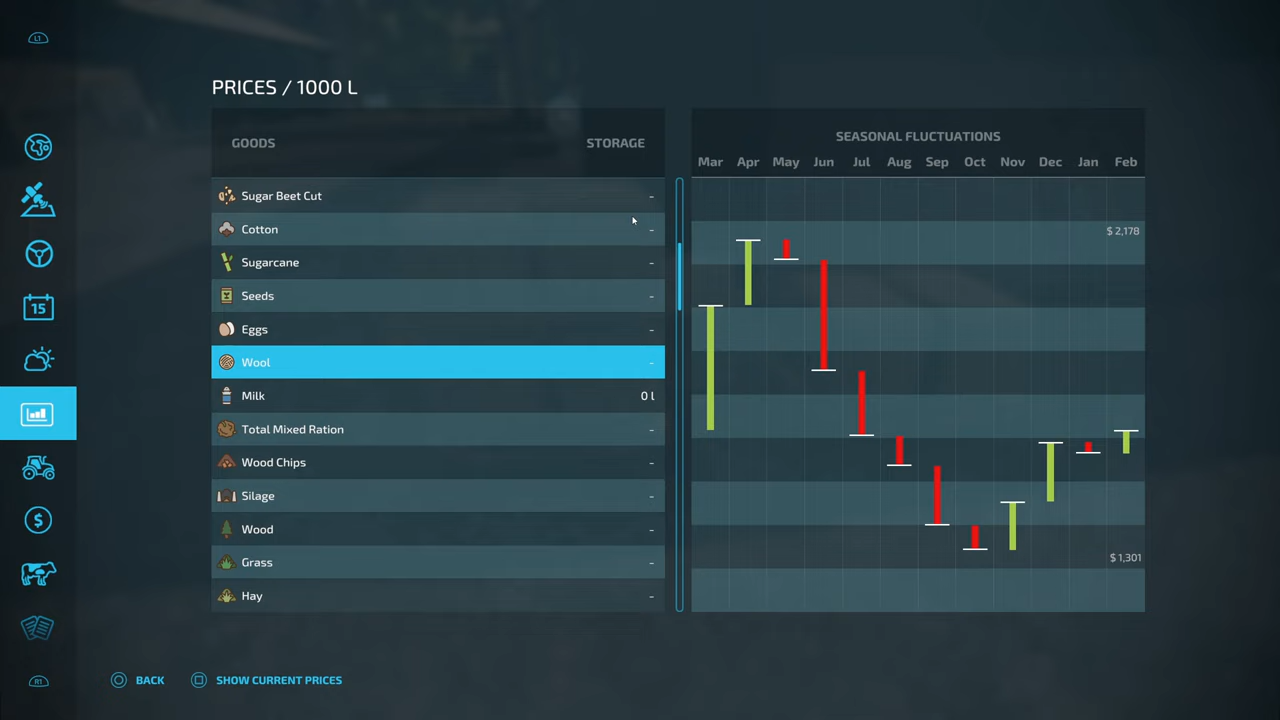 L1
PRICES / 1000 L
GOODS STORAGE
SEASONAL FLUCTUATIONS
Mar Apr May Jun Jul Aug Sep Oct Nov Dec Jan Feb
Sugar Beet Cut -
Cotton -
$ 2,178
Sugarcane -
Seeds -
15
Eggs -
Wool -
Milk 0 l
Total Mixed Ration -
Wood Chips -
Silage -
$
Wood -
$ 1,301
Grass -
Hay -
R1
BACK SHOW CURRENT PRICES